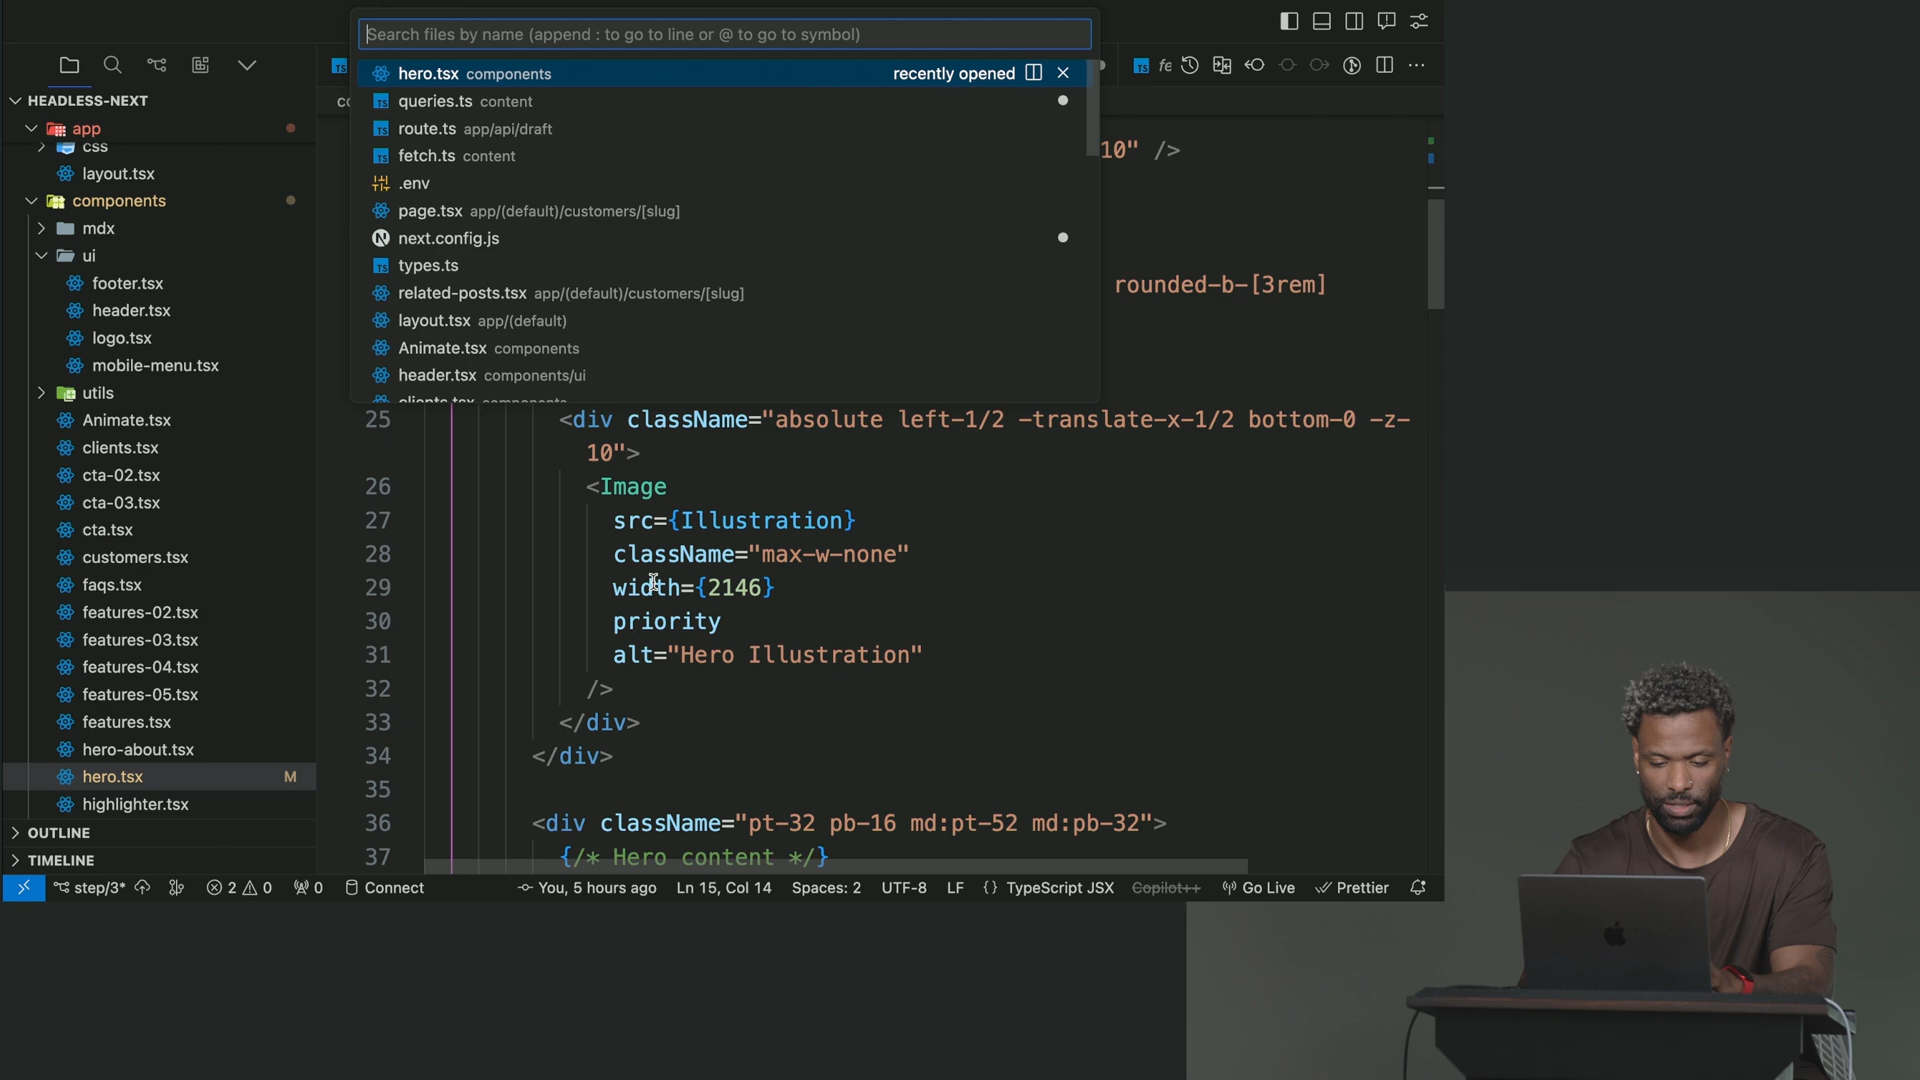 Search files by name (append : to go to line or @ to go to symbol)
hero.tsx components recently opened
queries.ts content
route.ts app/api/draft
fetch.ts content
.env
page.tsx app/(default)/customers/[slug]
next.config.js
types.ts
related-posts.tsx app/(default)/customers/[slug]
layout.tsx app/(default)
Animate.tsx components
header.tsx components/ui
clients.tsx components
HEADLESS-NEXT
app
css
layout.tsx
components
mdx
ui
footer.tsx
header.tsx
logo.tsx
mobile-menu.tsx
utils
Animate.tsx
clients.tsx
cta-02.tsx
cta-03.tsx
cta.tsx
customers.tsx
faqs.tsx
features-02.tsx
features-03.tsx
features-04.tsx
features-05.tsx
features.tsx
hero-about.tsx
hero.tsx M
highlighter.tsx
OUTLINE
TIMELINE
TS fe
10" />
rounded-b-[3rem]
25 <div className="absolute left-1/2 -translate-x-1/2 bottom-0 -z-
10">
26 <Image
27 src={Illustration}
28 className="max-w-none"
29 width={2146}
30 priority
31 alt="Hero Illustration"
32 />
33 </div>
34 </div>
35
36 <div className="pt-32 pb-16 md:pt-52 md:pb-32">
37 {/* Hero content */}
step/3* 2 0 0 Connect You, 5 hours ago Ln 15, Col 14 Spaces: 2 UTF-8 LF {} TypeScript JSX Copilot++ Go Live Prettier